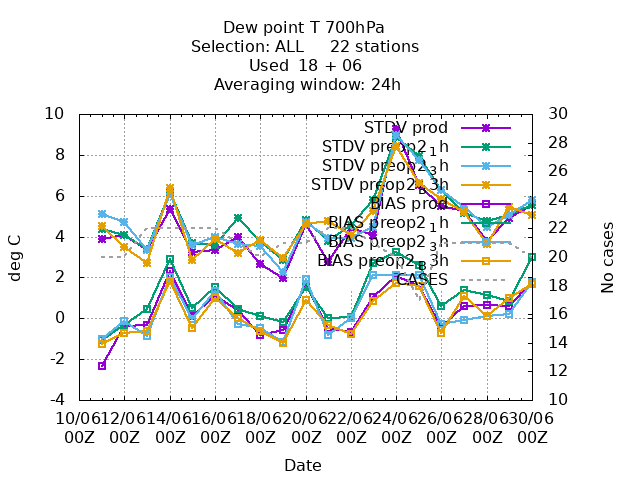 Dew point T 700hPa
Selection: ALL 22 stations
Used 18 + 06
Averaging window: 24h
STDV prod
STDV preop2_1h
STDV preop2_3h
STDV preop2_B3h
BIAS prod
BIAS preop2_1h
BIAS preop2_3h
BIAS preop2_B3h
CASES
10
8
6
4
2
0
-2
-4
30
28
26
24
22
20
18
16
14
12
10
deg C
No cases
10/06 12/06 14/06 16/06 18/06 20/06 22/06 24/06 26/06 28/06 30/06
00Z 00Z 00Z 00Z 00Z 00Z 00Z 00Z 00Z 00Z 00Z
Date